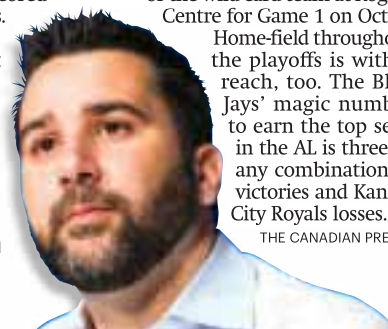 Centre for Game 1 on Oct
Home-field througho
the playoffs is with
reach, too. The Bl
Jays’ magic numb
to earn the top se
in the AL is three
any combination
victories and Kan
City Royals losses.
THE CANADIAN PRE